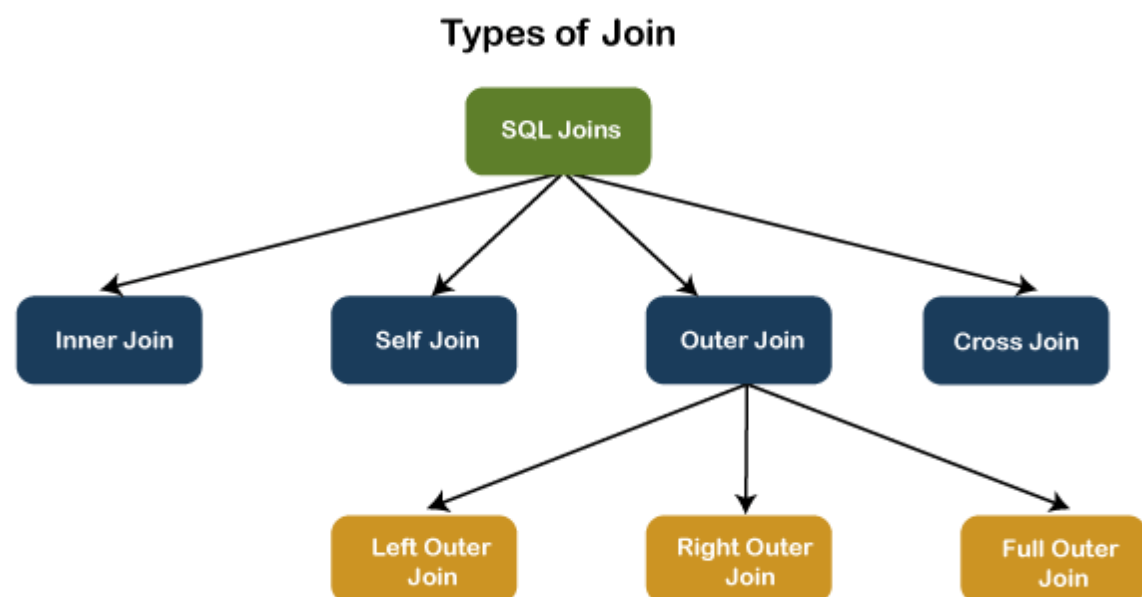 Types of Join
SQL Joins
Inner Join
Self Join
Outer Join
Cross Join
Left Outer
Join
Right Outer
Join
Full Outer
Join